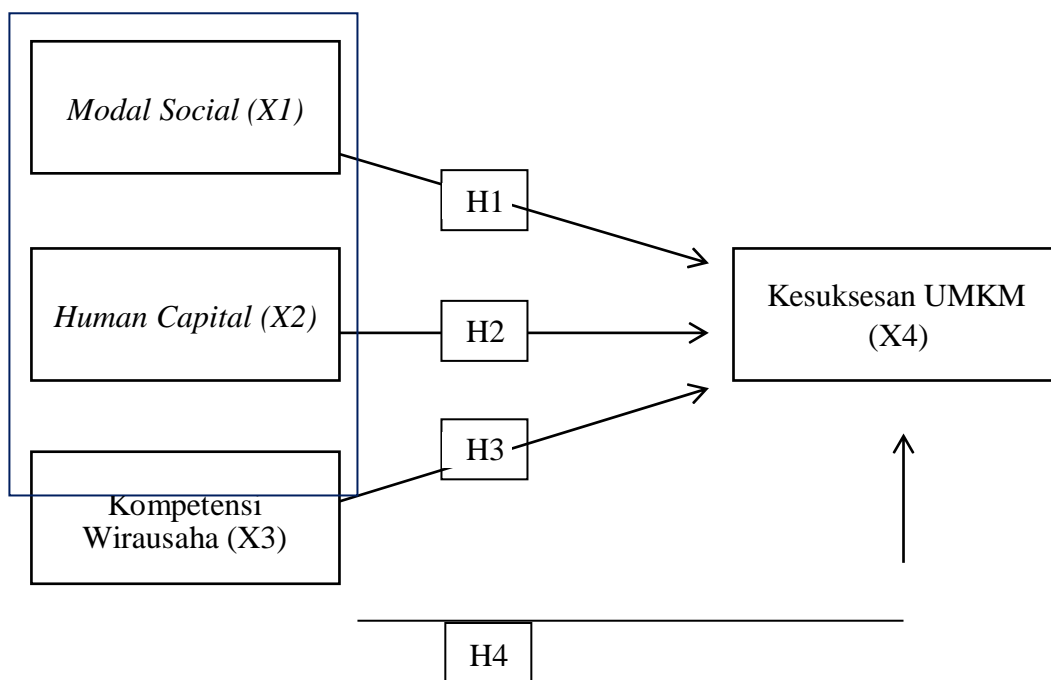 Modal Social (X1)
H1
Human Capital (X2)
H2
Kesuksesan UMKM
(X4)
H3
Kompetensi
Wirausaha (X3)
H4